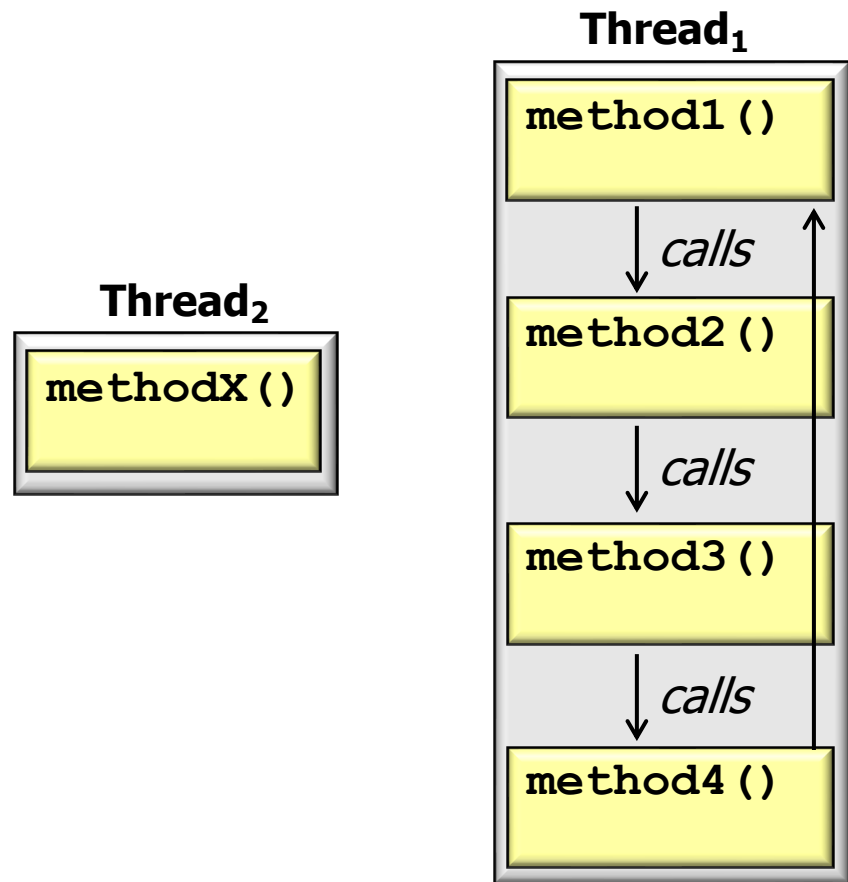 Thread₁
method1()
calls
method2()
calls
method3()
calls
method4()
Thread₂
methodX()